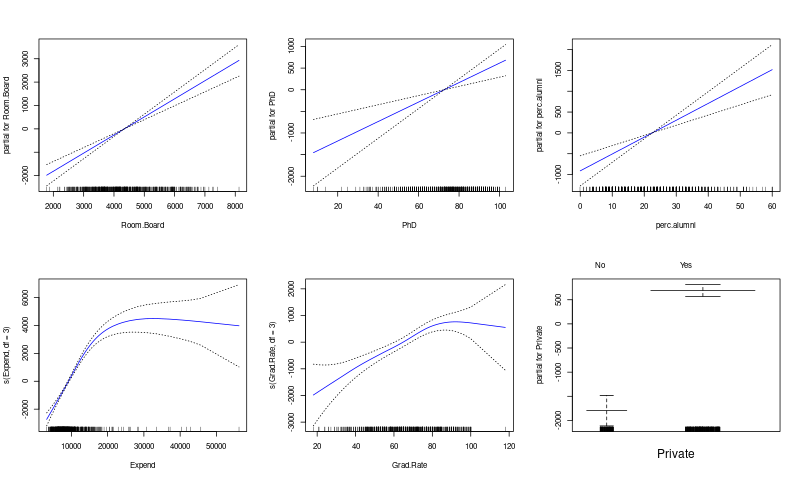 partial for Room.Board
3000
2000
1000
0
-2000
2000 3000 4000 5000 6000 7000 8000
Room.Board
partial for PhD
1000
500
0
-1000
-2000
20 40 60 80 100
PhD
partial for perc.alumni
1500
500
0
-1000
0 10 20 30 40 50 60
perc.alumni
s(Expend, df = 3)
6000
4000
2000
0
-2000
10000 20000 30000 40000 50000
Expend
s(Grad.Rate, df = 3)
2000
1000
0
-1000
-3000
20 40 60 80 100 120
Grad.Rate
No Yes
partial for Private
500
0
-1000
-2000
Private